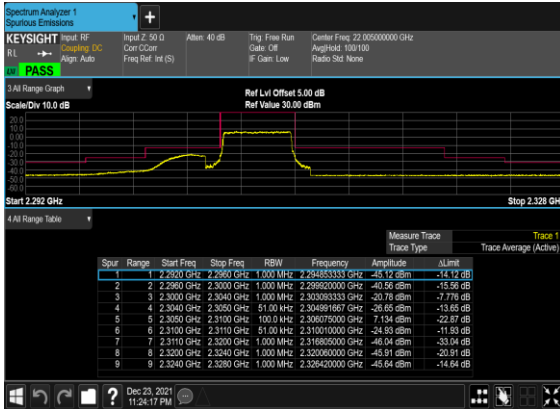 Spectrum Analyzer 1
Spurious Emissions
+
KEYSIGHT Input: RF Input Z: 50 Ω Atten: 40 dB Trig: Free Run Center Freq: 22.005000000 GHz
RL Coupling: DC Corr CCorr Gate: Off Avg|Hold: 100/100
Align: Auto Freq Ref: Int (S) IF Gain: Low Radio Std: None
PASS
3 All Range Graph
Ref Lvl Offset 5.00 dB
Scale/Div 10.0 dB Ref Value 30.00 dBm
20.0
10.0
0.00
-10.0
-20.0
-30.0
-40.0
-50.0
-60.0
Start 2.292 GHz Stop 2.328 GH
4 All Range Table
Measure Trace Trace 1
Trace Type Trace Average (Active)
Spur Range Start Freq Stop Freq RBW Frequency Amplitude ΔLimit
1 1 2.2920 GHz 2.2960 GHz 1.000 MHz 2.294853333 GHz -45.12 dBm -14.12 dB
2 2 2.2960 GHz 2.3000 GHz 1.000 MHz 2.299920000 GHz -40.56 dBm -15.56 dB
3 3 2.3000 GHz 2.3040 GHz 1.000 MHz 2.303093333 GHz -20.78 dBm -7.776 dB
4 4 2.3040 GHz 2.3050 GHz 51.00 kHz 2.304991667 GHz -26.65 dBm -13.65 dB
5 5 2.3050 GHz 2.3100 GHz 100.0 kHz 2.306075000 GHz 7.134 dBm -22.87 dB
6 6 2.3100 GHz 2.3110 GHz 51.00 kHz 2.310010000 GHz -24.93 dBm -11.93 dB
7 7 2.3110 GHz 2.3200 GHz 1.000 MHz 2.316805000 GHz -46.04 dBm -33.04 dB
8 8 2.3200 GHz 2.3240 GHz 1.000 MHz 2.320060000 GHz -45.91 dBm -20.91 dB
9 9 2.3240 GHz 2.3280 GHz 1.000 MHz 2.326420000 GHz -45.64 dBm -14.64 dB
? Dec 23, 2021
11:24:17 PM